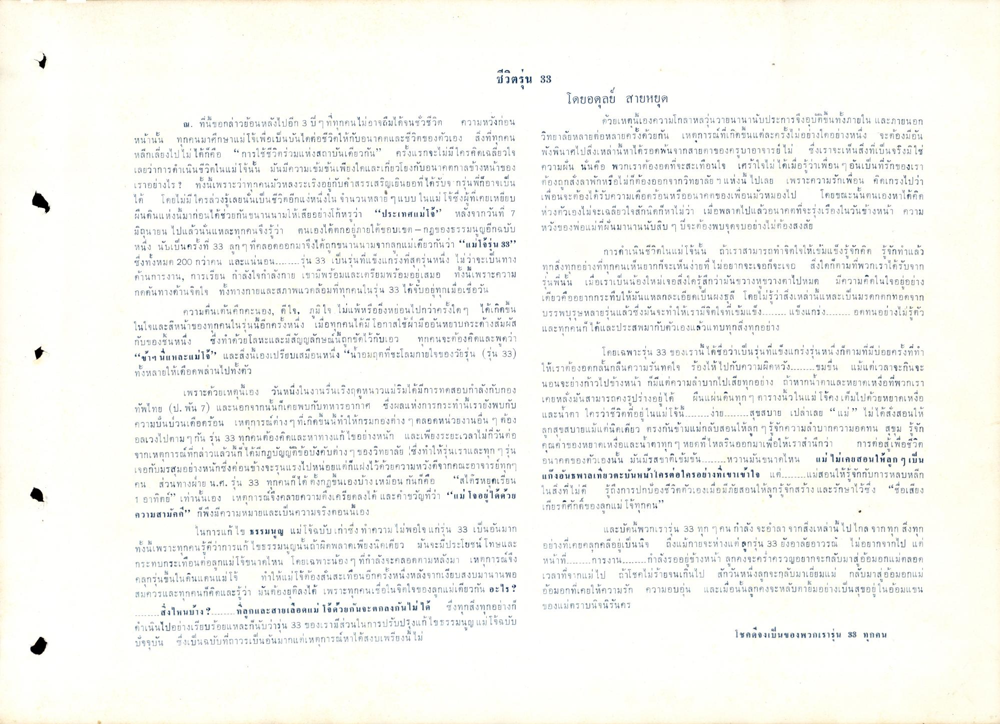 ชีวิตรุ่น 33
โดยอดุลย์ สายหยุด
ณ. ที่นี้ขอกล่าวย้อนหลังไปอีก 3 ปีๆ ที่ทุกคนไม่อาจลืมได้จนชั่วชีวิต ความหวังก่อน
หน้านั้น ทุกคนมาศึกษาแม่โจ้เพื่อเป็นบันไดต่อชีวิตให้กับอนาคตและชีวิตของตัวเอง สิ่งที่ทุกคน
หลีกเลี่ยงไปไม่ได้ก็คือ “การใช้ชีวิตร่วมแห่งสถาบันเดียวกัน” ครั้งแรกจะไม่มีใครคิดเฉลียวใจ
เลยว่าการดำเนินชีวิตในแม่โจ้นั้น มันมีความเข้มข้นเพียงใดและเกี่ยวโยงกับอนาคตกาลข้างหน้าของ
เราอย่างไร? ทั้งนี้เพราะว่าทุกคนมัวหลงระเริงอยู่กับคำสรรเสริญเยินยอที่ได้รับจ กรุ่นพี่ก็อาจเป็น
ได้ โดยไม่มีใครล่วงรู้เลยนั่นเป็นชีวิตอีกแง่หนึ่งใน จำนวนหลายๆแบบ ในแม่โจ้ซึ่งผู้ที่เคยเหยียบ
ผืนดินแห่งนี้มาก่อนได้ช่วยกันขนานนามให้เสียอย่างโก้หรูว่า “ประเทศแม่โจ้” หลังจากวันที่ 7
มิถุนายน ไปแล้วนั่นแหละทุกคนจึงรู้ว่า ตนเองได้ตกอยู่ภายใต้ขอบเขต–กฎของธรรมนูญอีกฉบับ
หนึ่ง นับเป็นครั้งที่ 33 ลูกๆที่คลอดออกมาจึงได้ถูกขนานนามจากลูกแม่เดียวกันว่า “แม่โจ้รุ่น 33”
ซึ่งทั้งหมด 200 กว่าคน และแน่นอน........รุ่น 33 เป็นรุ่นที่แข็งแกร่งที่สุดรุ่นหนึ่ง ไม่ว่าจะเป็นทาง
ด้านการงาน, การเรียน กำลังใจกำลังกาย เขามีพร้อมและเตรียมพร้อมอยู่เสมอ ทั้งนี้เพราะความ
กดดันทางด้านจิตใจ ทั้งทางกายและสภาพแวดล้อมที่ทุกคนในรุ่น 33 ได้จับอยู่ทุกเมื่อเชื่อวัน
ความตื่นเต้นคึกคะนอง, ดีใจ, ภูมิใจ ไม่แพ้หรือยิ่งหย่อนไปกว่าครั้งใดๆ ได้เกิดขึ้น
ในใจและสีหน้าของทุกคนในรุ่นนี้อีกครั้งหนึ่ง เมื่อทุกคนได้มีโอกาสใช้ฝ่ามืออันหยาบกระด้างสัมผัส
กับของชิ้นหนึ่ง ซึ่งทำด้วยโลหะและมีสัญญลักษณ์นี้ถูกขัดไว้กับเอว ทุกคนจะต้องคิดและพูดว่า
“ข้าฯ นี่แหละแม่โจ้” และสิ่งนี้เองเปรียบเสมือนหนึ่ง “น้ำอมฤตที่ชะโลมกายใจของวัยรุ่น (รุ่น 33)
ทั้งหลายให้เดือดพล่านไปทั้งตัว
เพราะด้วยเหตุนี้เอง วันหนึ่งในงานรื่นเริงฤดูหนาวแม่ริมได้มีการทดสอบกำลังกับกอง
ทัพไทย (ป. พัน 7) และนอกจากนั้นก็เคยพบกับทหารอากาศ ซึ่งผลแห่งการกระทำนี้เรายังพบกับ
ความปั่นป่วนเดือดร้อน เหตุการณ์ต่างๆที่เกิดขึ้นนี้ทำให้กรมกองต่างๆตลอดหน่วยงานอื่นๆต้อง
อลเวงไปตามๆกัน รุ่น 33 ทุกคนต้องคิดและหาทางแก้ไขอย่างหนัก และเพียงระยะเวลาไม่กี่วันต่อ
จากเหตุการณ์ที่กล่าวแล้วนี้ก็ได้มีกฎบัญญัติข้อบังคับต่างๆของวิทยาลัย ซึ่งทำให้รุ่นเราและทุกๆรุ่น
เจอกับมรสุมอย่างหนักซึ่งค่อนข้างจะรุนแรงไปหน่อยแต่ก็แฝงไว้ด้วยความหวังดีจากคณะอาจารย์ทุกๆ
คน ส่วนทางฝ่าย น.ศ. รุ่น 33 ทุกคนก็ได้ ตั้งกฎขึ้นเองบ้าง เหมือน กันก็คือ “สไต๊รหยุดเรียน
1 อาทิตย์” เท่านั้นเอง เหตุการณ์จึงคลายความตึงเครียดลงได้ และคำขวัญที่ว่า “แม่โจอยู่ได้ด้วย
ความสามัคคี” ก็พึงมีความหมายและเป็นความจริงตอนนี้เอง
ในการแก้ไข ธรรมนูญ แม่โจ้ฉบับเก่าซึ่งทำความไม่พอใจแก่รุ่น 33 เป็นอันมาก
ทั้งนี้เพราะทุกคนรู้ดีว่าการแก้ไขธรรมนูญนั้นถ้าผิดพลาดเพียงนิดเดียว มันจะมีประโยชน์โทษและ
กระทบกระเทือนต่อลูกแม่โจ้ขนาดไหน โดยเฉพาะน้องๆที่กำลังจะคลอดตามหลังมา เหตุการณ์จึง
คลุกรุ่นขึ้นในดินแดนแม่โจ้ ทำให้แม่โจ้ต้องสั่นสะเทือนอีกครั้งหนึ่งหลังจากเงียบสงบมานานพอ
สมควรและทุกคนก็คิดและรู้ว่า มันต้องยุติลงได้ เพราะทุกคนเชื่อในจิตใจของลูกแม่เดียวกัน อะไร?
........สิ่งไหนบ้าง?........ที่ลูกและสายเลือดแม่โจ้ด้วยกันจะตกลงกันไม่ได้ ซึ่งทุกสิ่งทุกอย่างก็
ดำเนินไปอย่างเรียบร้อยแหละก็นับว่ารุ่น 33 ของเรามีส่วนในการปรับปรุงแก้ไขธรรมนูญแม่โจ้ฉบับ
ปัจจุบัน ซึ่งเป็นฉบับที่ถาวรเป็นอันมากแต่เหตุการณ์หาได้สงบเพรียงนี้ไม่
ด้วยเหตุนี้เองความโกลาหลวุ่นวายนานานับประการจึงอุบัติขึ้นทั้งภายใน และภายนอก
วิทยาลัยหลายต่อหลายครั้งด้วยกัน เหตุการณ์ที่เกิดขึ้นแต่ละครั้งไม่อย่างใดอย่างหนึ่ง จะต้องมีอัน
พังพินาศไปสิ่งเหล่านี้หาได้รอดพ้นจากสายตาของครูบาอาจารย์ไม่ ซึ่งเราจะเห็นสิ่งที่เป็นจริงมิใช่
ความฝัน นั่นคือ พวกเราต้องอดที่จะสะเทือนใจ เศร้าใจไม่ได้เมื่อรู้ว่าเพื่อนๆอันเป็นที่รักของเรา
ต้องถูกสั่งลาพักหรือไม่ก็ต้องออกจากวิทยาลัยฯแห่งนี้ไปเลย เพราะความรักเพื่อน คิดเกรงไปว่า
เพื่อนจะต้องได้รับความเดือดร้อนหรืออนาคตของเพื่อนมัวหมองไป โดยขณะนั้นตนเองหาได้คิด
ห่วงตัวเองไม่จะเฉลียวใจสักนิดก็หาไม่ว่า เมื่อพลาดไปแล้วอนาคตที่จะรุ่งเรืองในวันข้างหน้า ความ
หวังของพ่อแม่ที่ฝันมานานนับสิบๆปีจะต้องพบจุดจบอย่างไม่ต้องสงสัย
การดำเนินชีวิตในแม่โจ้นั้น ถ้าเราสามารถทำจิตใจให้เข้มแข็งรู้จักคิด รู้จักทำแล้ว
ทุกสิ่งทุกอย่างที่ทุกคนเห็นยากก็จะเห็นง่ายที่ไม่อยากจะเจอก็จะเจอ สิ่งใดก็ตามที่พวกเราได้รับจาก
รุ่นพี่นั้น เมื่อเราเป็นน้องใหม่เจอสิ่งใครู้สึกว่ามันขวางหูขวางตาไปหมด มีความคิดในใจอยู่อย่าง
เดียวคืออยากกระทืบให้มันแหลกละเอียดเป็นผงธุลี โดยไม่รู้ว่าสิ่งเหล่านี้แหละเป็นมรดกตกทอดจาก
บรรพบุรุษหลายรุ่นแล้วซึ่งมันจะทำให้เรามีจิตใจที่เข้มแข็ง........ แข็งแกร่ง........ อดทนอย่างไม่รู้ตัว
และทุกคนก็ได้และประสพมากับตัวเองแล้วแทบทุกสิ่งทุกอย่าง
โดยเฉพาะรุ่น 33 ของเรานี้ได้ชื่อว่าเป็นรุ่นที่แข็งแกร่งรุ่นหนึ่งก็ตามที่มีบ่อยครั้งที่ทำ
ให้เราต้องอดกลั้นกลืนความรันทดใจ ร้องไห้ไปกับความผิดหวัง........ขมขื่น แม้แต่เวลาจะกินจะ
นอนจะย่างก้าวไปข้างหน้า ก็มีแต่ความลำบากไปเสียทุกอย่าง ถ้าหากน้ำตาและหยาดเหงื่อที่พวกเรา
เคยหลั่งมันสามารถคงรูปร่างอยู่ได้ ผืนแผ่นดินทุกๆตารางนิ้วในแม่โจ้คงเต็มไปด้วยหยาดเหงื่อ
และน้ำตา ใครว่าชีวิตที่อยู่ในแม่โจ้นี้........ง่าย........สุขสบาย เปล่าเลย “แม่” ไม่ได้สั่งสอนให้
ลูกสุขสบายแม้แต่นิดเดียว ตรงกันข้ามแม่กลับสอนให้ลูกๆรู้จักความลำบากความอดทน สุขุม รู้จัก
คุณค่าของหยาดเหงื่อและน้ำตาทุกๆ หยดที่ไหลรินออกมาเพื่อให้เราสำนึกว่า การต่อสู้เพื่อชีวิต
อนาคตของตัวเองนั้น มันมีรสชาติเข้มข้น........หวานมันขนาดไหน แม่ไม่เคยสอนให้ลูกๆเป็น
แก๊งอันธพาลเที่ยวตะบันหน้าใครต่อใครอย่างที่เขาเข้าใจ แต่........แม่สอนให้รู้จักกับการหลบหลีก
ในสิ่งที่ไม่ดี รู้ถึงการปกป้องชีวิตตัวเองเมื่อมีภัยสอนให้ลูกรู้จักสร้างและรักษาไว้ซึ่ง “ชื่อเสียง
เกียรติศักดิ์ของลูกแม่โจ้ทุกคน”
และบัดนี้พวกเรารุ่น 33 ทุกๆคน กำลัง จะอำลา จากสิ่งเหล่านี้ไปไกล จากทุก สิ่งทุก
อย่างที่เคยคลุกคลีอยู่เป็นนิจ ถึงแม้กายจะห่างแต่ลูกรุ่น 33 ยังอาลัยอาวรณ์ ไม่อยากจากไป แต่
หน้าที่........การงาน........กำลังรออยู่ข้างหน้า ลูกคงจะคร่ำครวญอยากจะกลับมาสู่อ้อมอกแม่ตลอด
เวลาที่จากแม่ไป ถ้าโชคไม่ร้ายจนเกินไป สักวันหนึ่งลูกจะกลับมาเยี่ยมแม่ กลับมาสู่อ้อมอกแม่
อ้อมอกที่เคยให้ความรัก ความอบอุ่น และเมื่อนั้นลูกคงจะหลับตายิ้มอย่างเป็นสุขอยู่ในอ้อมแขน
ของแม่ตราบนิจนิรันคร
โชคดีจงเป็นของพวกเรารุ่น 33 ทุกคน